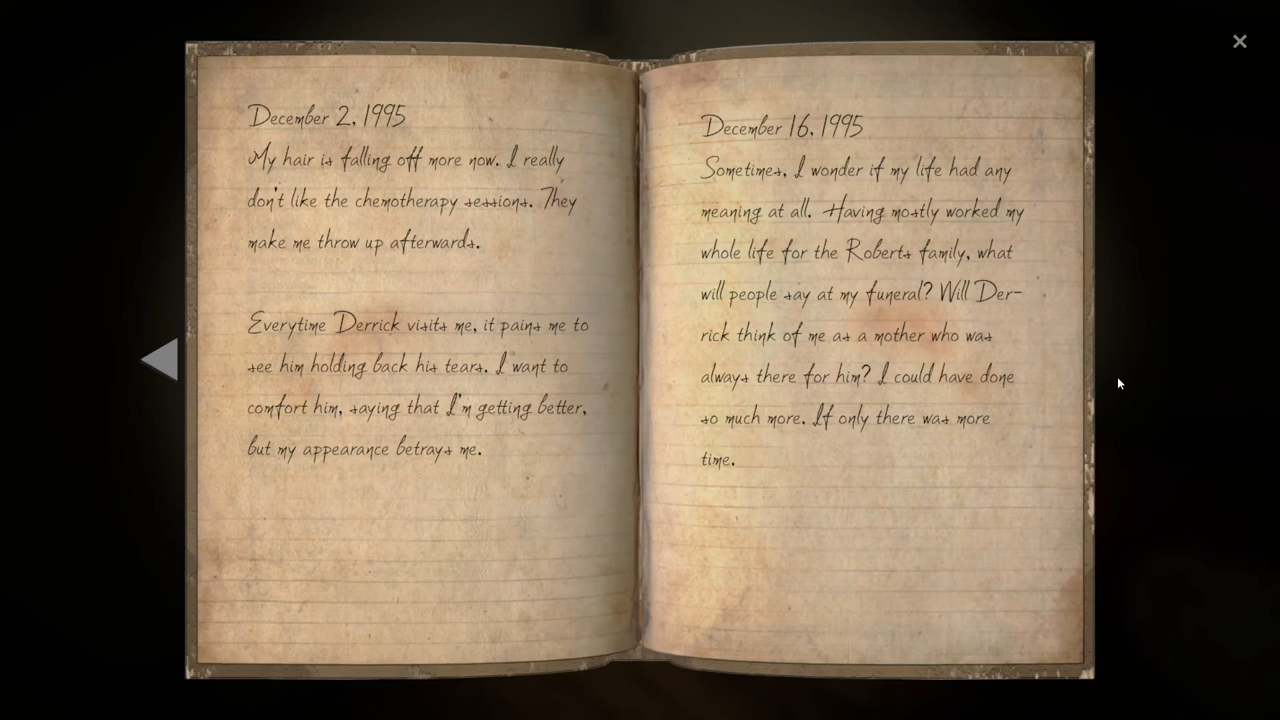 December 2, 1995
My hair is falling off more now. I really
don't like the chemotherapy sessions. They
make me throw up afterwards.
Everytime Derrick visits me, it pains me to
see him holding back his tears. I want to
comfort him, saying that I'm getting better,
but my appearance betrays me.
December 16, 1995
Sometimes, I wonder if my life had any
meaning at all. Having mostly worked my
whole life for the Roberts family, what
will people say at my funeral? Will Der-
rick think of me as a mother who was
always there for him? I could have done
so much more. If only there was more
time.